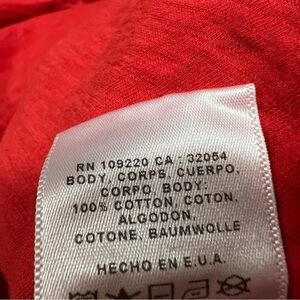 RN 109220 CA : 32054
BODY, CORPS, CUERPO,
CORPO, BODY:
100% COTTON, COTON,
ALGODON,
COTONE, BAUMWOLLE
HECHO EN E.U.A.